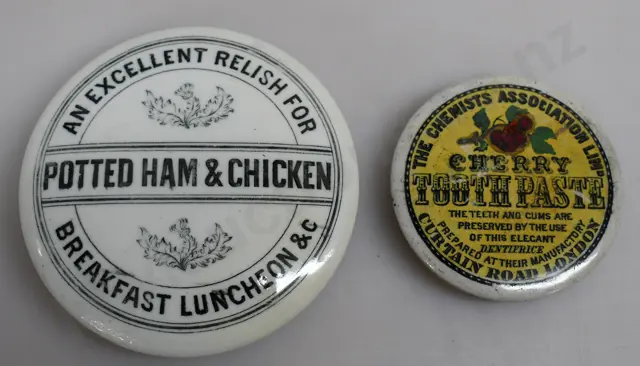 AN EXCELLENT RELISH FOR
POTTED HAM & CHICKEN
BREAKFAST LUNCHEON &C
THE CHEMISTS ASSOCIATION LIMD
CHERRY
TOOTH PASTE
THE TEETH AND GUMS ARE
PRESERVED BY THE USE
OF THIS ELEGANT
DENTIFRICE
PREPARED AT THEIR MANUFACTORY
CURTAIN ROAD LONDON